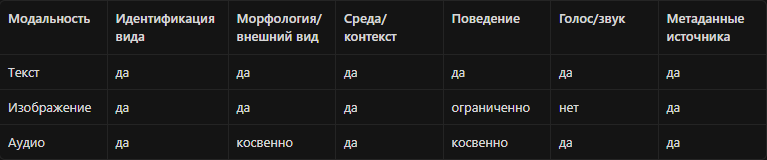 Модальность Идентификация вида Морфология/внешний вид Среда/контекст Поведение Голос/звук Метаданные источника
Текст да да да да да да
Изображение да да да ограниченно нет да
Аудио да косвенно да косвенно да да